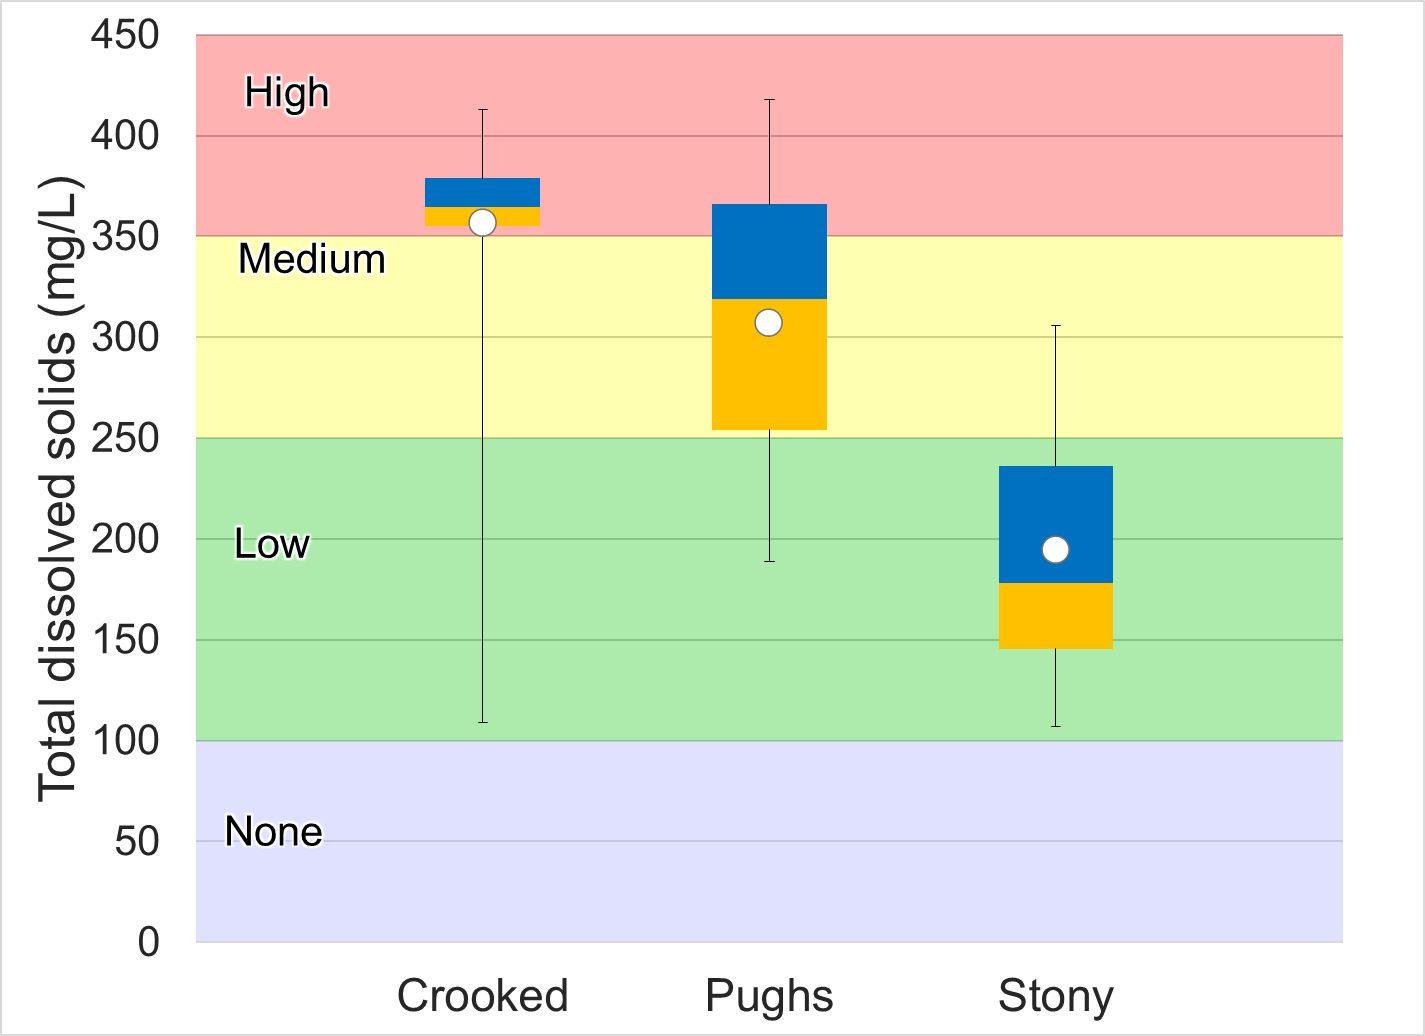 Total dissolved solids (mg/L)
450
400
350
300
250
200
150
100
50
0
High
Medium
Low
None
Crooked
Pughs
Stony